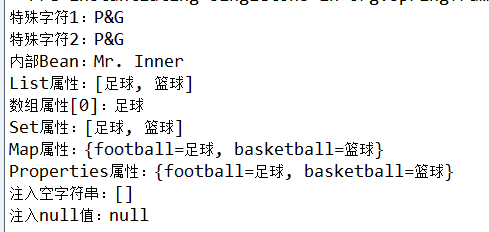 特殊字符1：P&G
特殊字符2：P&G
内部Bean：Mr. Inner
List属性：[足球, 篮球]
数组属性[0]：足球
Set属性：[足球, 篮球]
Map属性：{football=足球, basketball=篮球}
Properties属性：{football=足球, basketball=篮球}
注入空字符串：[]
注入null值：null